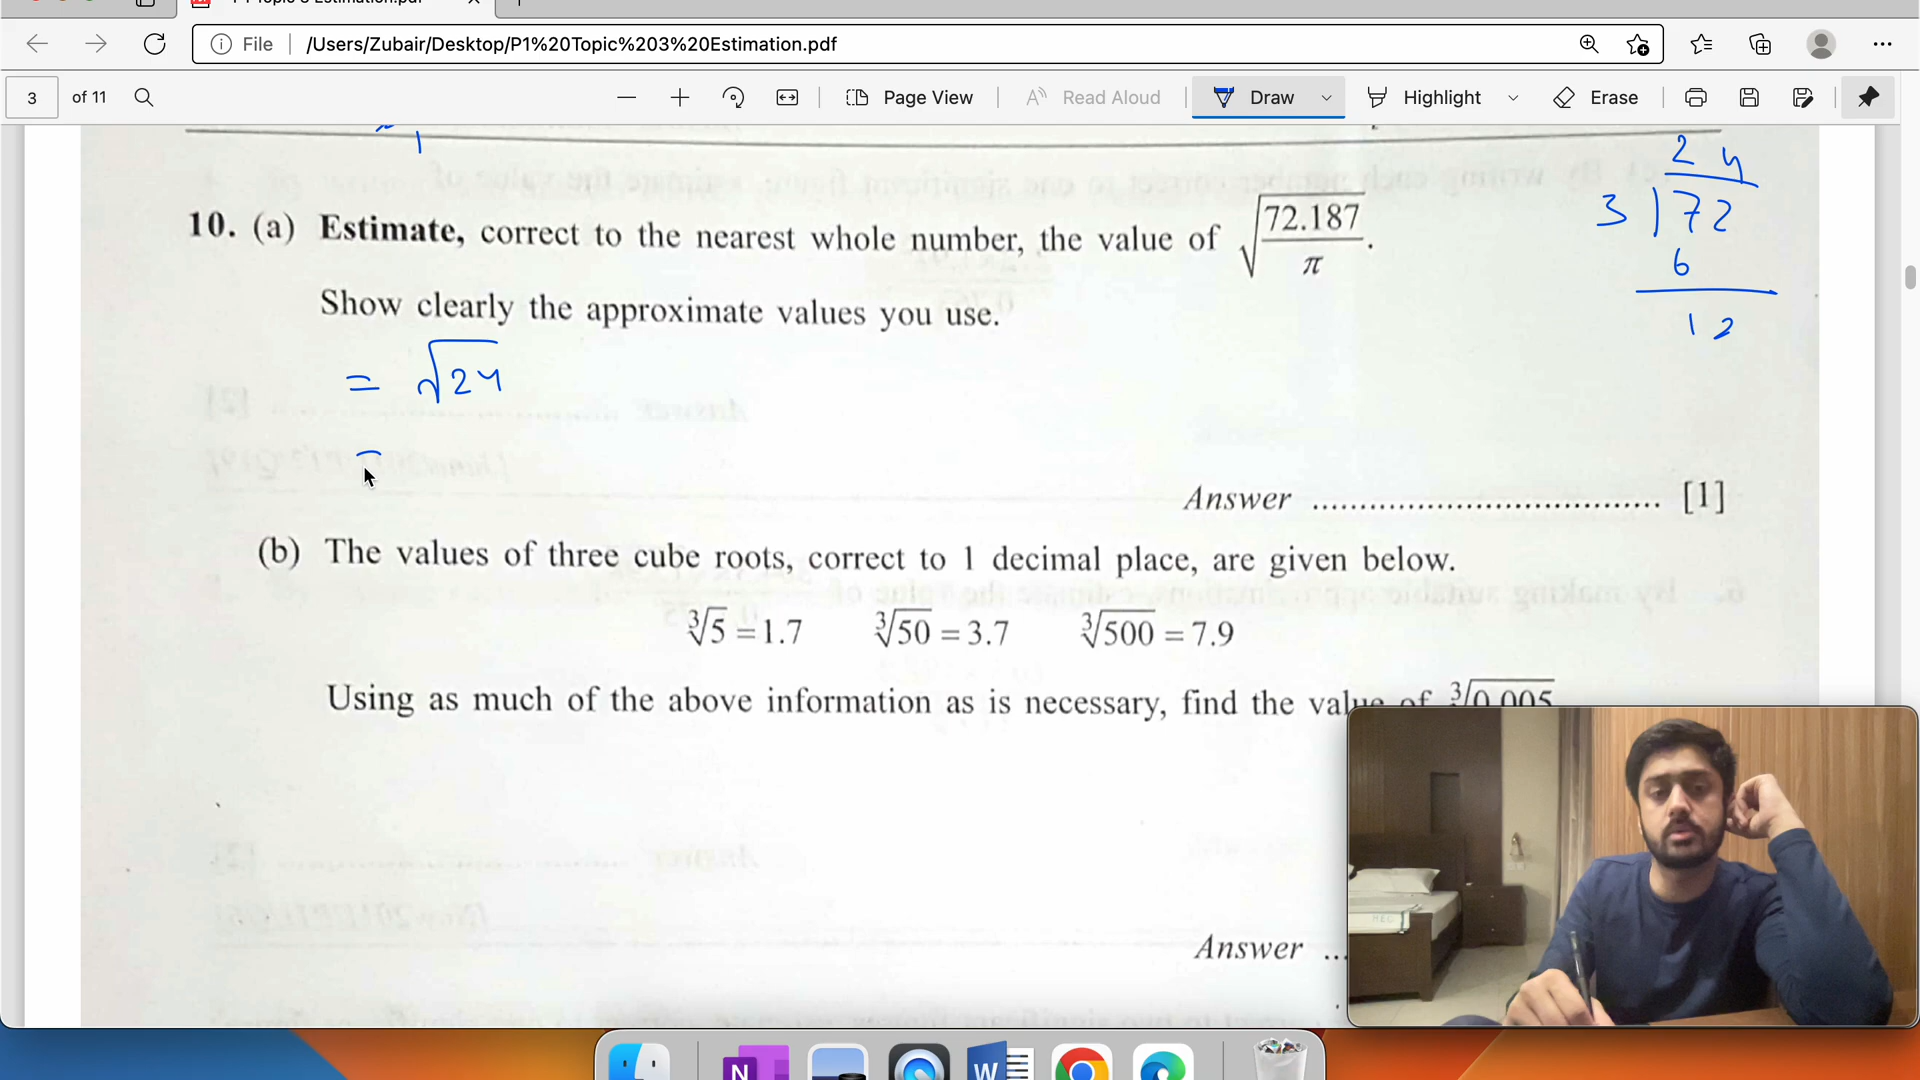 File /Users/Zubair/Desktop/P1%20Topic%203%20Estimation.pdf
3 of 11 Page View Read Aloud Draw Highlight Erase
2 4
3 72
6
12
10. (a) Estimate, correct to the nearest whole number, the value of √(72.187/π).
Show clearly the approximate values you use.
= √24
=
Answer .................................. [1]
(b) The values of three cube roots, correct to 1 decimal place, are given below.
∛5 = 1.7 ∛50 = 3.7 ∛500 = 7.9
Using as much of the above information as is necessary, find the value of ∛0.005
Answer ...
N
W